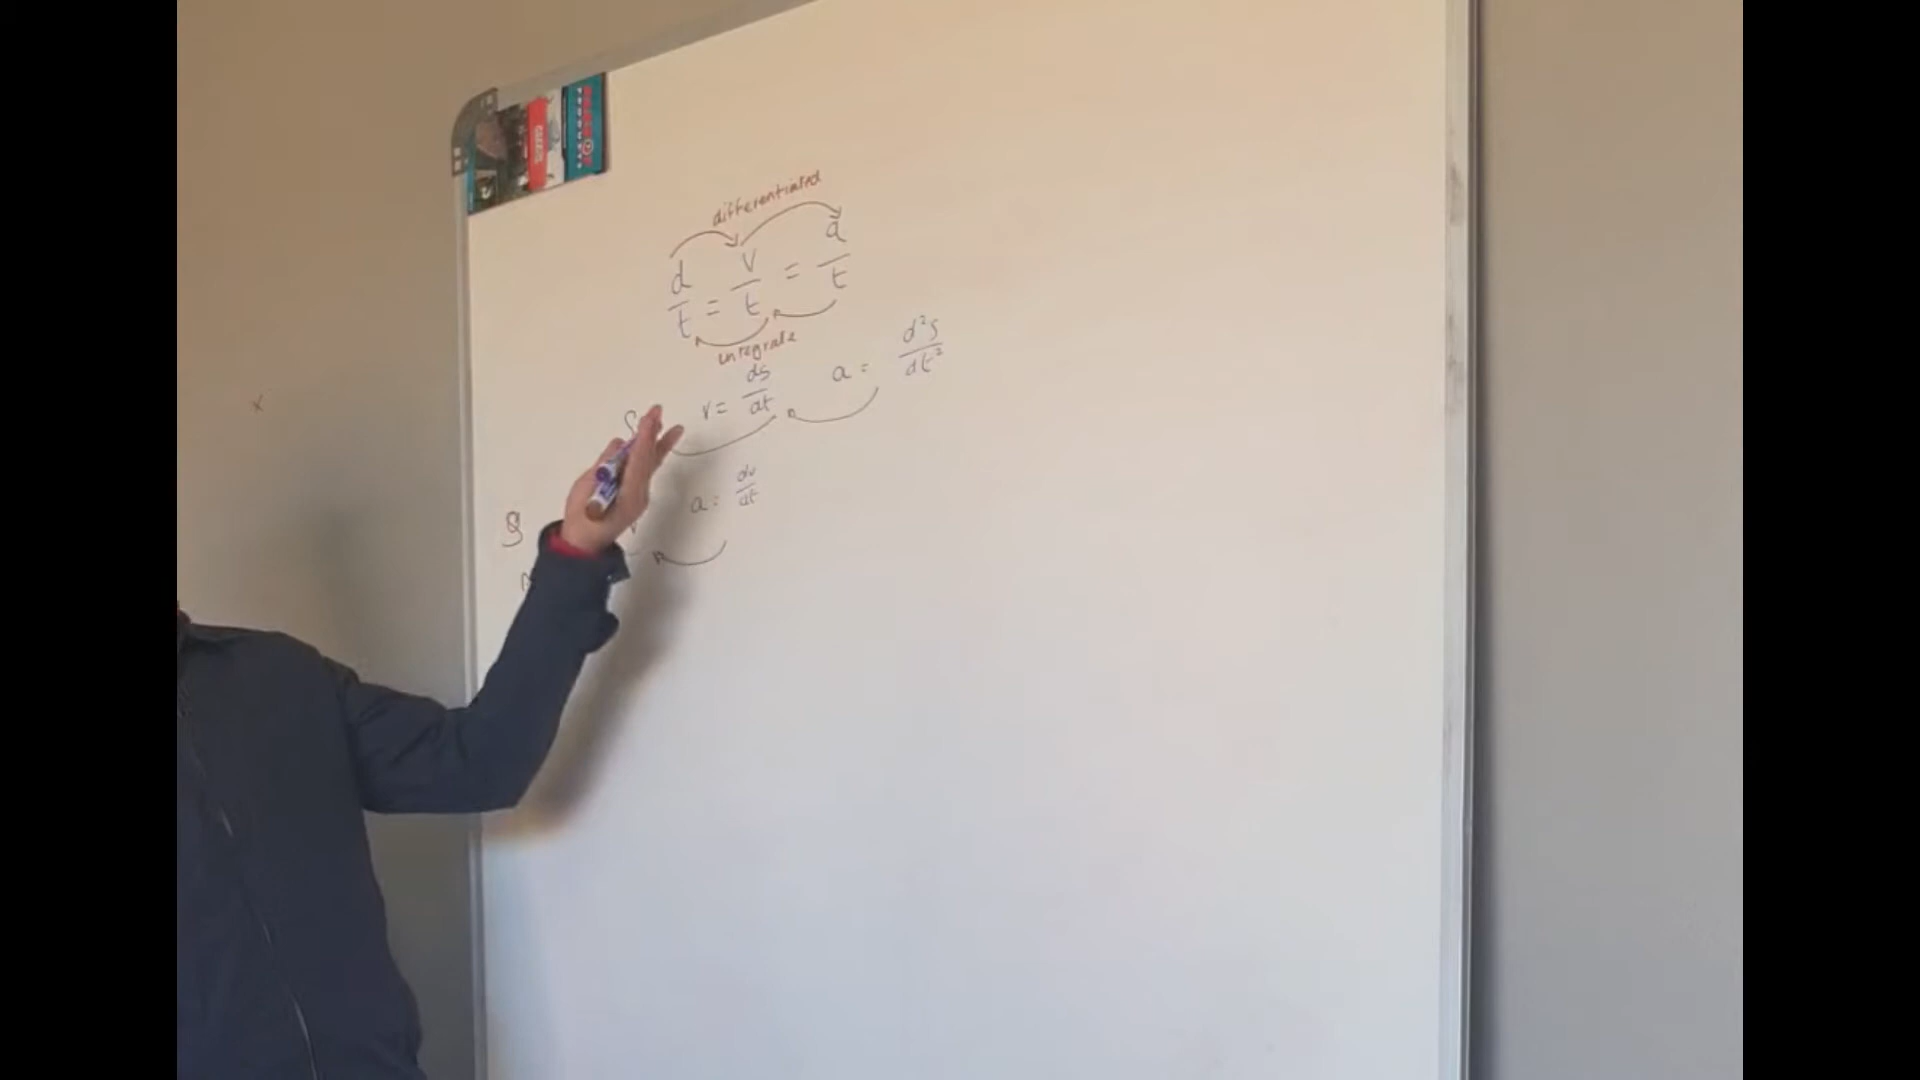 differentiated
d/t = v/t = a/t
integrate
S v = ds/dt a = d²s/dt²
S v a = dv/dt
x